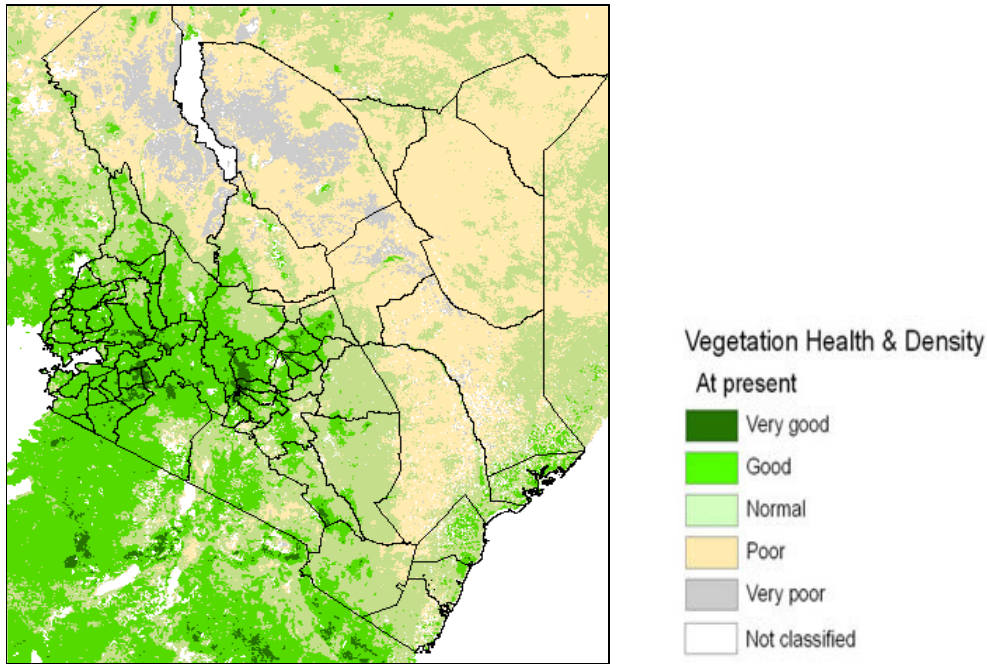 Vegetation Health & Density
At present
Very good
Good
Normal
Poor
Very poor
Not classified